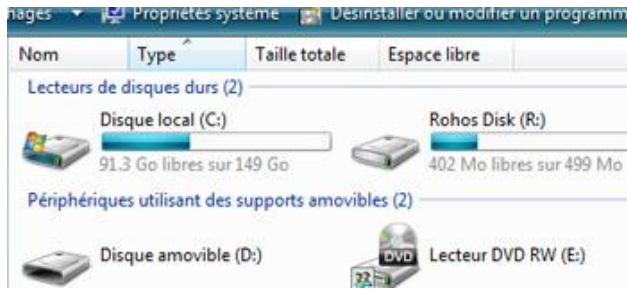 Propriétés système Désinstaller ou modifier un programm
Nom Type Taille totale Espace libre
Lecteurs de disques durs (2)
Disque local (C:) Rohos Disk (R:)
91.3 Go libres sur 149 Go 402 Mo libres sur 499 Mo
Périphériques utilisant des supports amovibles (2)
Disque amovible (D:) DVD Lecteur DVD RW (E:)